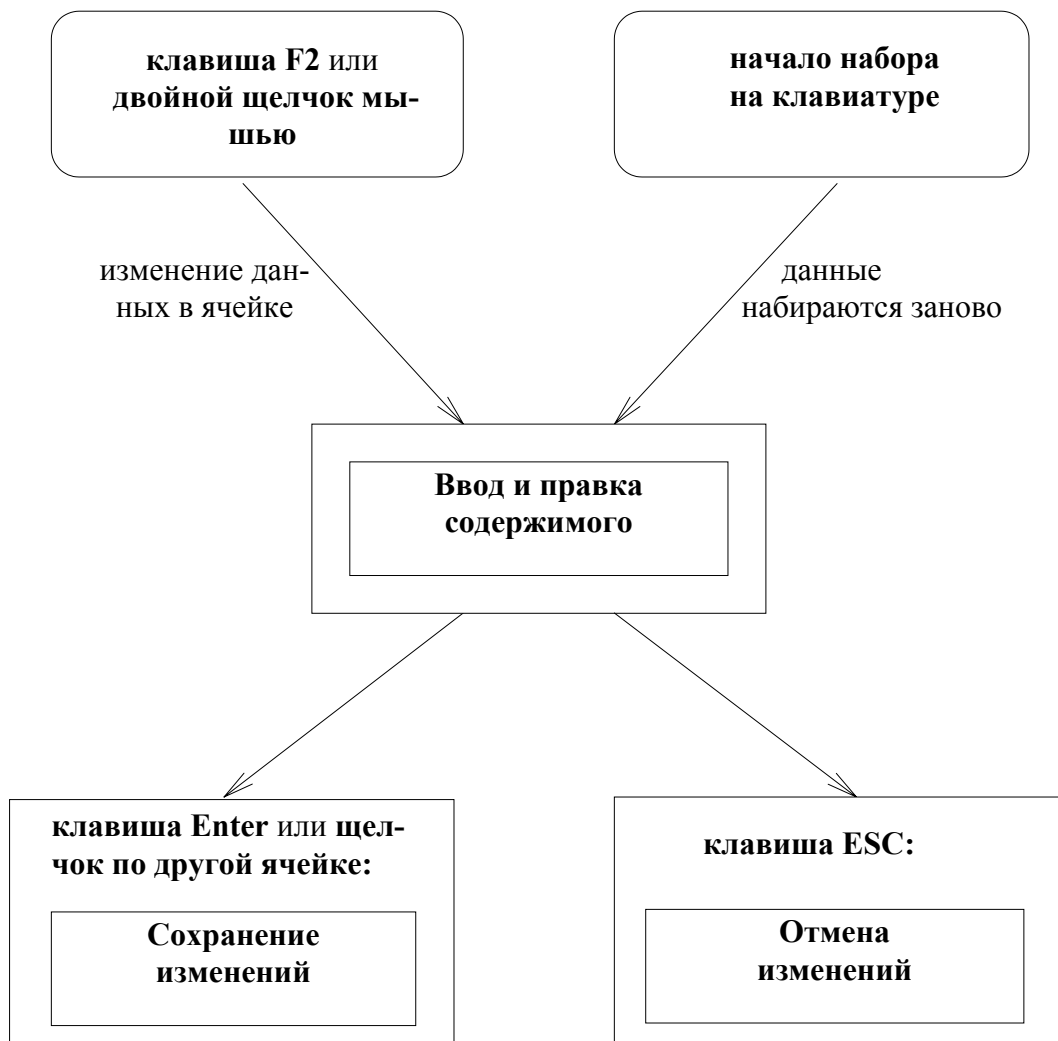 клавиша F2 или
двойной щелчок мы-
шью
начало набора
на клавиатуре
изменение дан-
ных в ячейке
данные
набираются заново
Ввод и правка
содержимого
клавиша Enter или щел-
чок по другой ячейке:
Сохранение
изменений
клавиша ESC:
Отмена
изменений